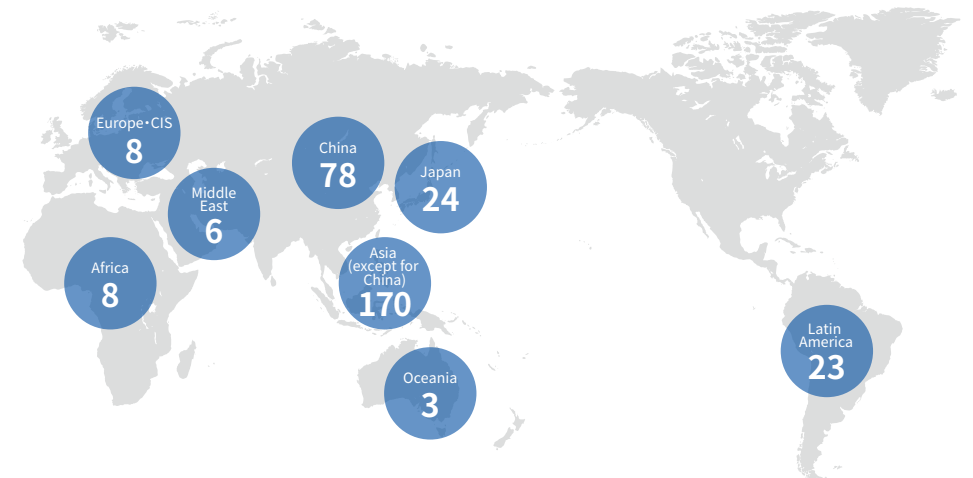 Europe・CIS
8
China
78
Japan
24
Middle
East
6
Africa
8
Asia
(except for
China)
170
Latin
America
23
Oceania
3